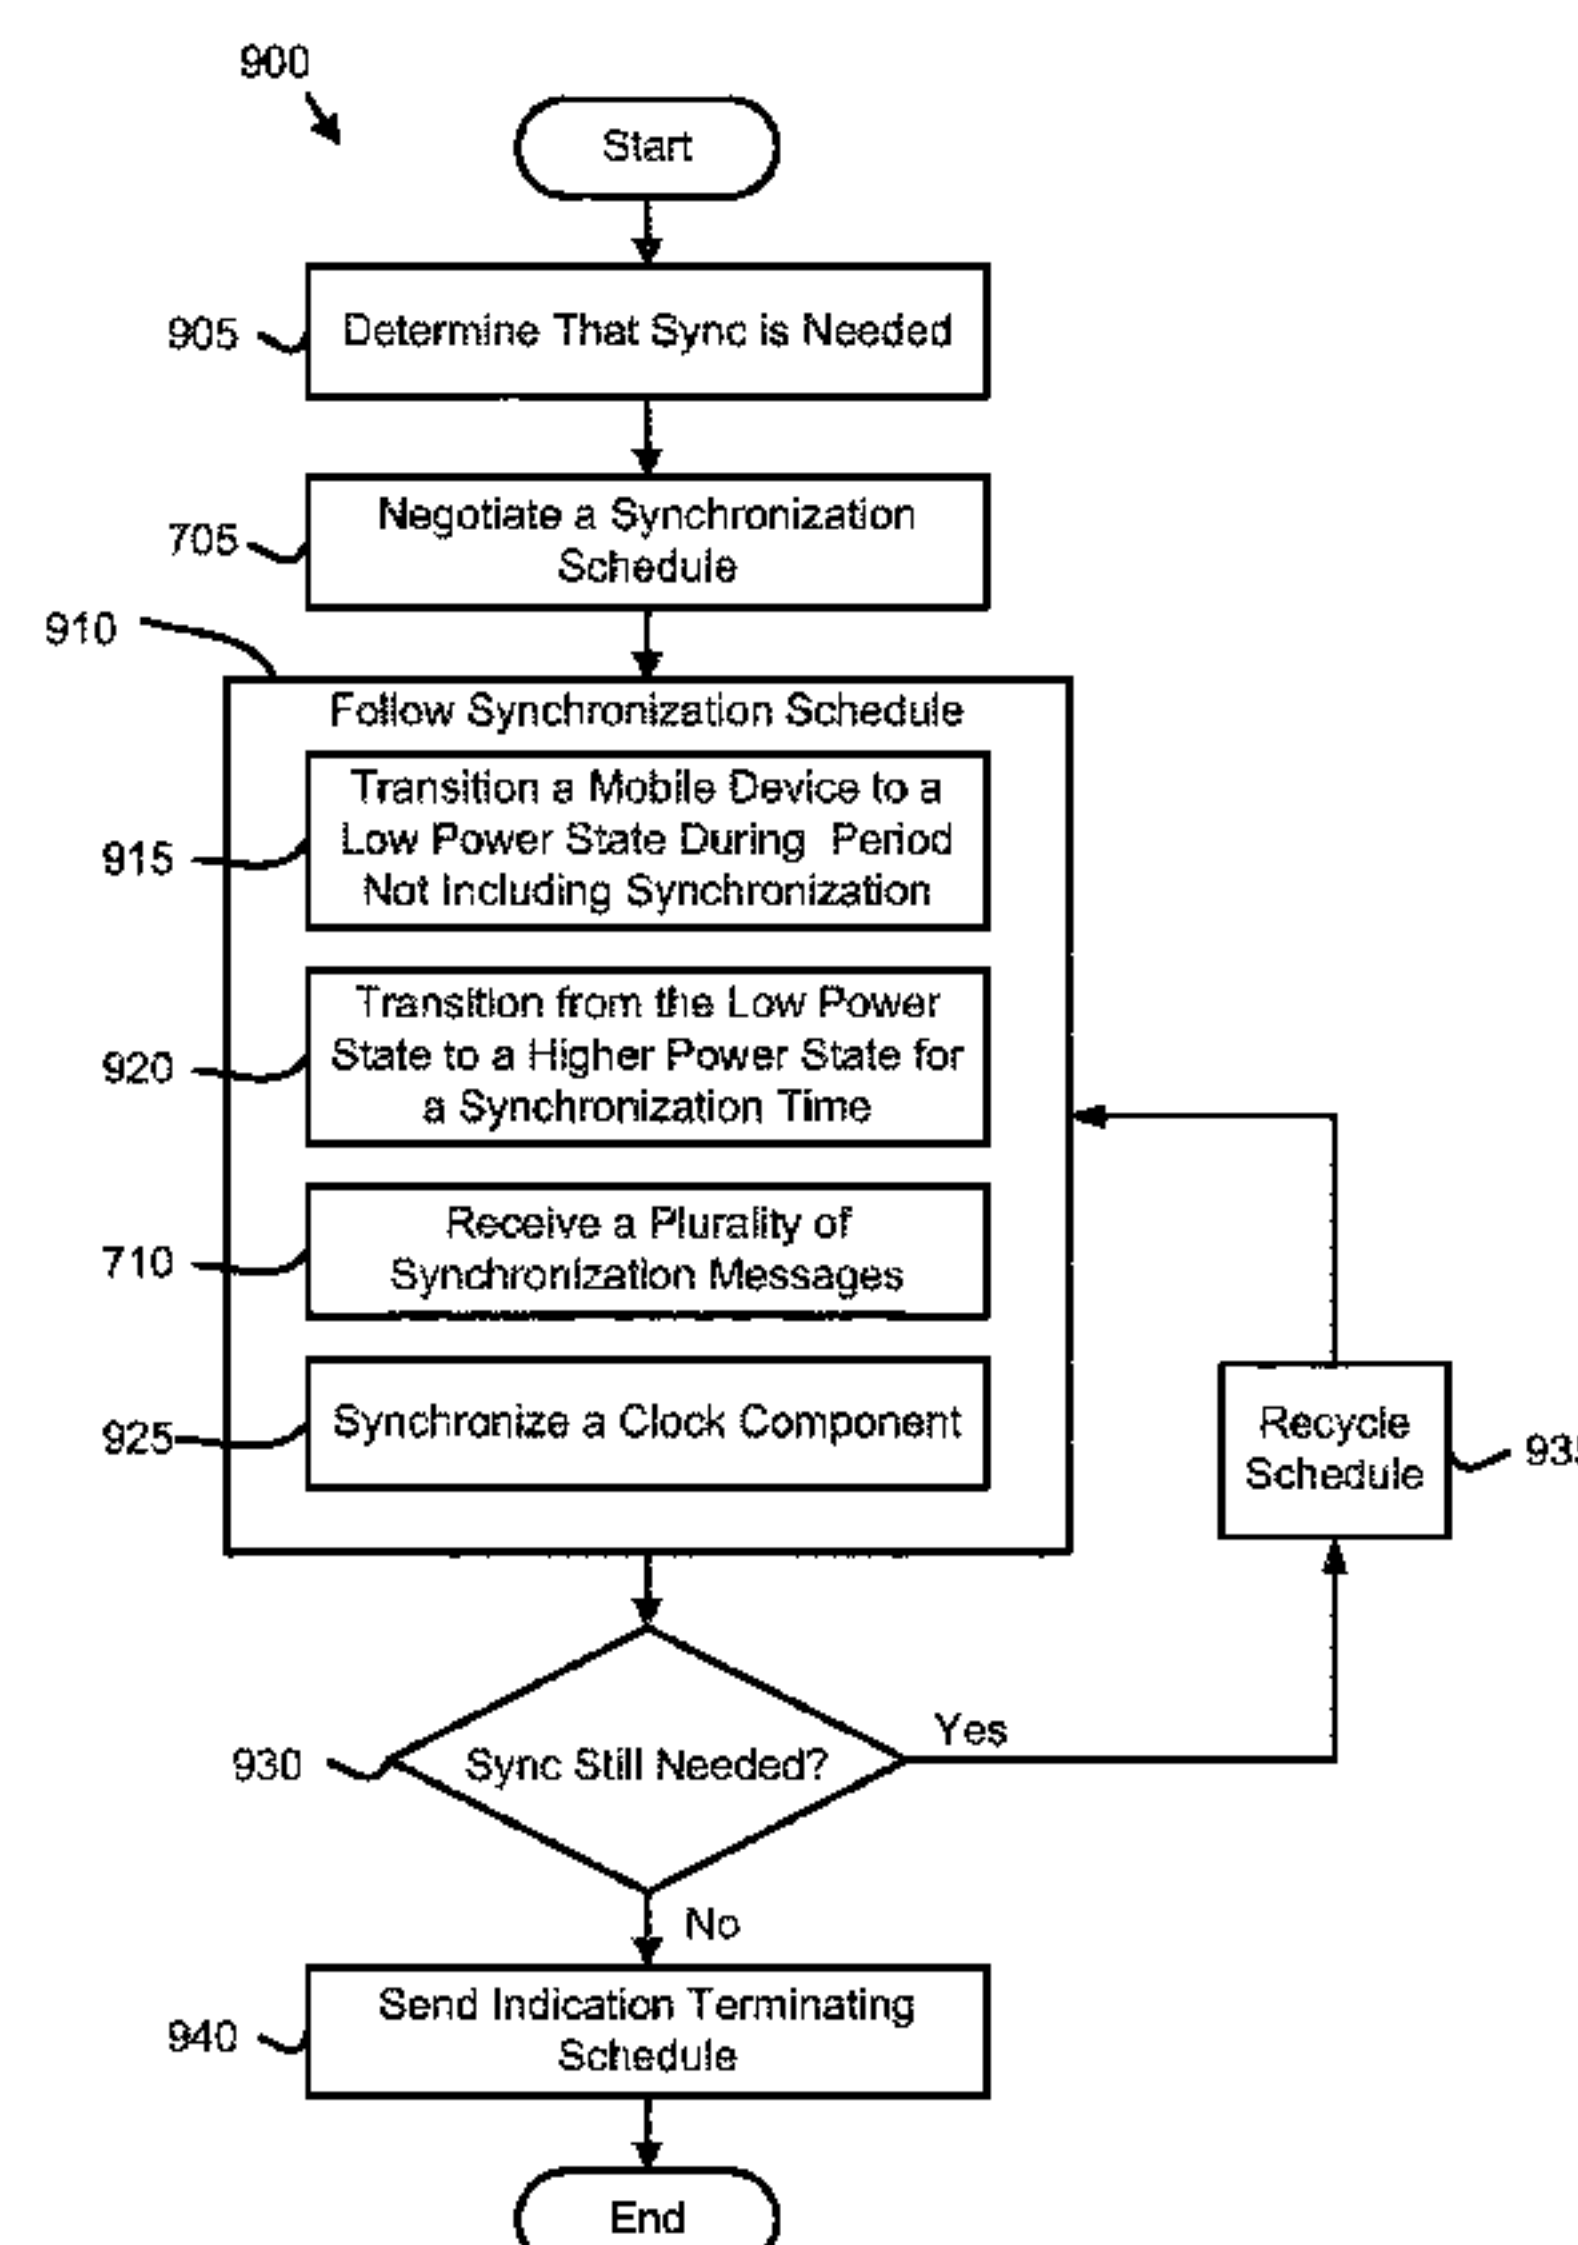 900
Start
905
Determine That Sync is Needed
705
Negotiate a Synchronization
Schedule
910
Follow Synchronization Schedule
915
Transition a Mobile Device to a
Low Power State During Period
Not Including Synchronization
920
Transition from the Low Power
State to a Higher Power State for
a Synchronization Time
710
Receive a Plurality of
Synchronization Messages
925
Synchronize a Clock Component
Recycle
Schedule
930
Sync Still Needed?
Yes
No
940
Send Indication Terminating
Schedule
End